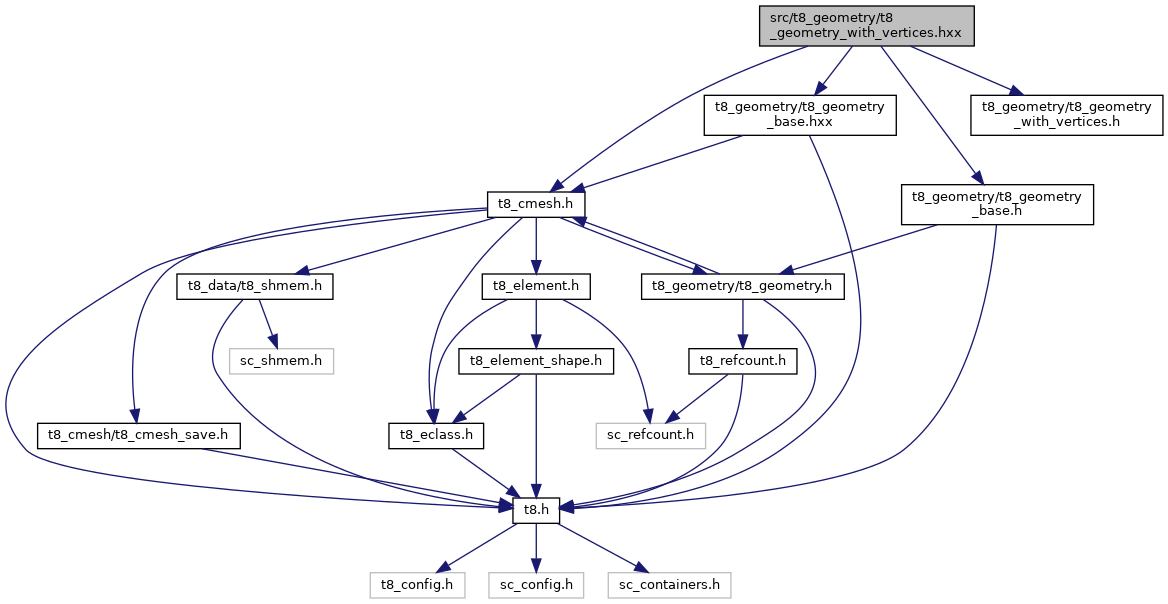 src/t8_geometry/t8
_geometry_with_vertices.hxx
t8_geometry/t8_geometry
_base.hxx
t8_geometry/t8_geometry
_with_vertices.h
t8_cmesh.h
t8_geometry/t8_geometry
_base.h
t8_data/t8_shmem.h
t8_element.h
t8_geometry/t8_geometry.h
sc_shmem.h
t8_element_shape.h
t8_refcount.h
t8_cmesh/t8_cmesh_save.h
t8_eclass.h
sc_refcount.h
t8.h
t8_config.h
sc_config.h
sc_containers.h